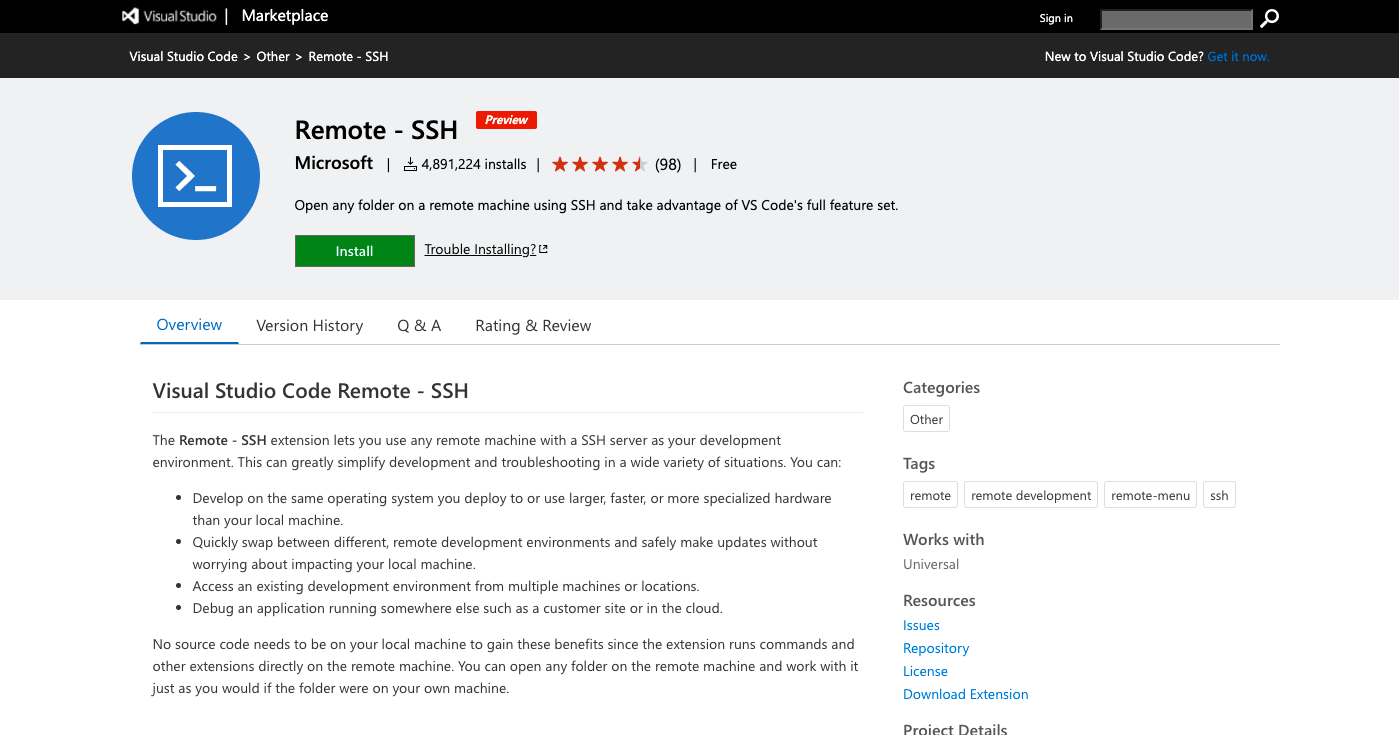 Visual Studio | Marketplace
Sign in
Visual Studio Code > Other > Remote - SSH
New to Visual Studio Code? Get it now.
Remote - SSH
Preview
Microsoft | 4,891,224 installs | (98) | Free
Open any folder on a remote machine using SSH and take advantage of VS Code's full feature set.
Install
Trouble Installing?
Overview
Version History
Q & A
Rating & Review
Visual Studio Code Remote - SSH
The Remote - SSH extension lets you use any remote machine with a SSH server as your development
environment. This can greatly simplify development and troubleshooting in a wide variety of situations. You can:
• Develop on the same operating system you deploy to or use larger, faster, or more specialized hardware
than your local machine.
• Quickly swap between different, remote development environments and safely make updates without
worrying about impacting your local machine.
• Access an existing development environment from multiple machines or locations.
• Debug an application running somewhere else such as a customer site or in the cloud.
No source code needs to be on your local machine to gain these benefits since the extension runs commands and
other extensions directly on the remote machine. You can open any folder on the remote machine and work with it
just as you would if the folder were on your own machine.
Categories
Other
Tags
remote
remote development
remote-menu
ssh
Works with
Universal
Resources
Issues
Repository
License
Download Extension
Project Details